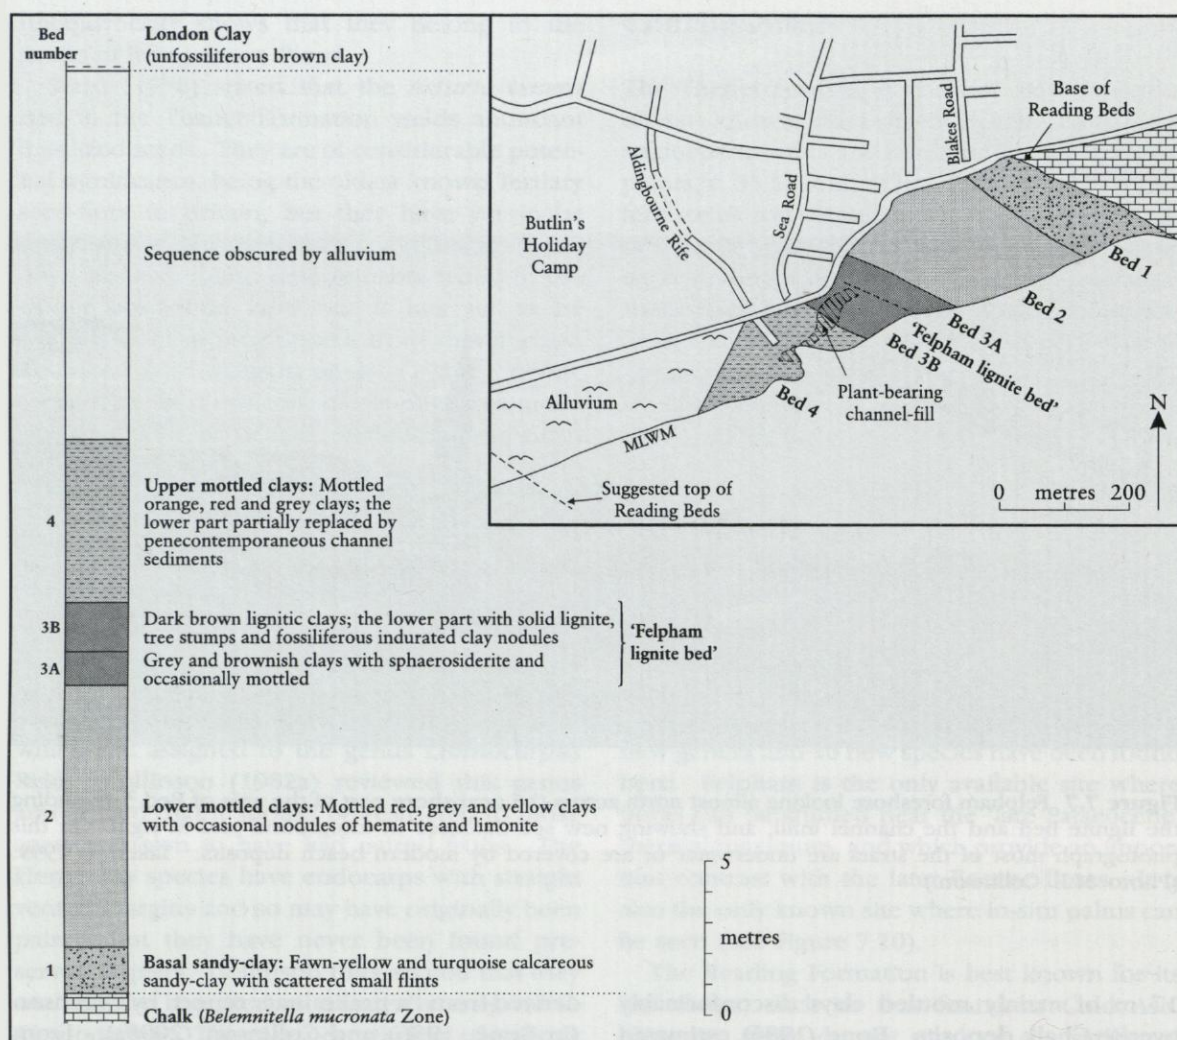 Bed
number
London Clay
(unfossiliferous brown clay)
Sequence obscured by alluvium
4
Upper mottled clays: Mottled
orange, red and grey clays; the
lower part partially replaced by
penecontemporaneous channel
sediments
3B
Dark brown lignitic clays; the lower part with solid lignite,
tree stumps and fossiliferous indurated clay nodules
3A
Grey and brownish clays with sphaerosiderite and
occasionally mottled
'Felpham
lignite bed'
2
Lower mottled clays: Mottled red, grey and yellow clays
with occasional nodules of hematite and limonite
1
Basal sandy-clay: Fawn-yellow and turquoise calcareous
sandy-clay with scattered small flints
Chalk (Belemnitella mucronata Zone)
5
metres
0
Butlin's
Holiday
Camp
Aldingbourne Rife
Sea Road
Blakes Road
Base of
Reading Beds
Bed 1
Bed 2
Bed 3A
'Felpham lignite bed'
Bed 3B
Plant-bearing
channel-fill
Bed 4
Alluvium
MLWM
Suggested top of
Reading Beds
N
0 metres 200